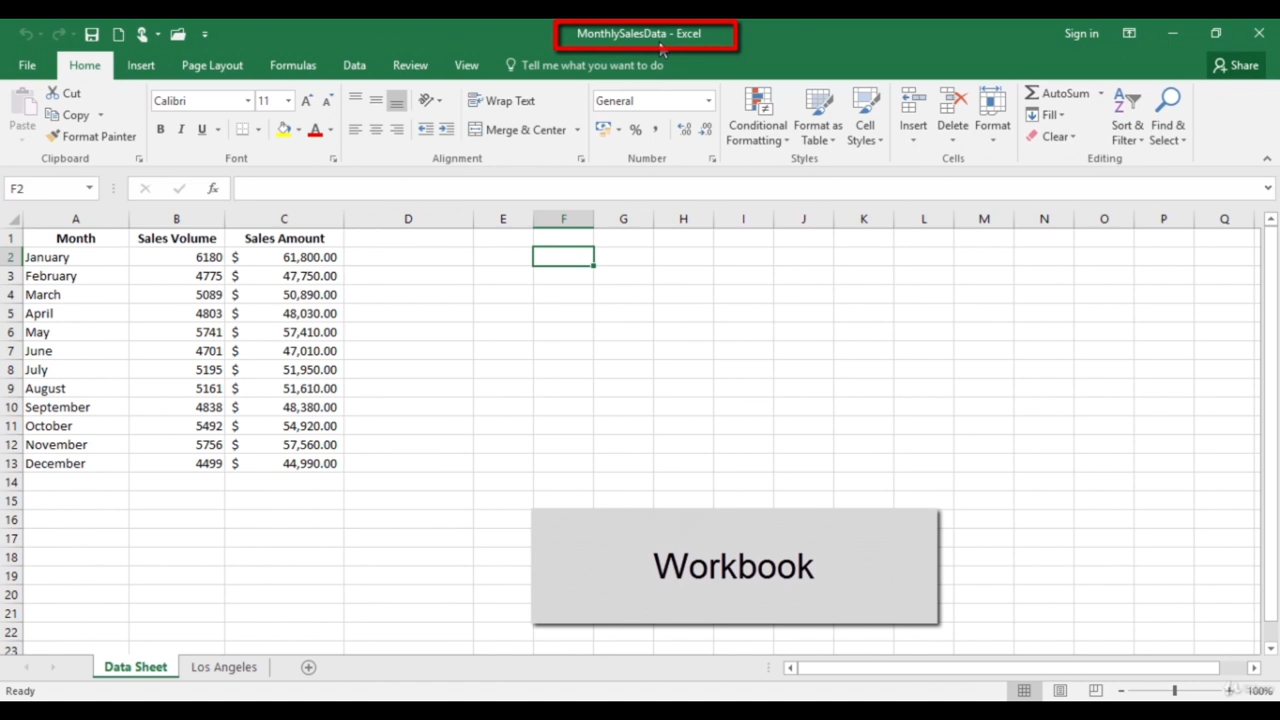 MonthlySalesData - Excel
Sign in
File Home Insert Page Layout Formulas Data Review View Tell me what you want to do Share
Paste Cut Copy Format Painter
Calibri 11
B I U A
Wrap Text
Merge & Center
General
%
Conditional Formatting
Format as Table
Cell Styles
Insert Delete Format
AutoSum
Fill
Clear
Sort & Filter
Find & Select
Clipboard Font Alignment Number Styles Cells Editing
F2 fx
A B C D E F G H I J K L M N O P Q
1 Month Sales Volume Sales Amount
2 January 6180 $ 61,800.00
3 February 4775 $ 47,750.00
4 March 5089 $ 50,890.00
5 April 4803 $ 48,030.00
6 May 5741 $ 57,410.00
7 June 4701 $ 47,010.00
8 July 5195 $ 51,950.00
9 August 5161 $ 51,610.00
10 September 4838 $ 48,380.00
11 October 5492 $ 54,920.00
12 November 5756 $ 57,560.00
13 December 4499 $ 44,990.00
14
15
16
17
18
19
20
21
22
23
Workbook
Data Sheet Los Angeles
Ready 100%